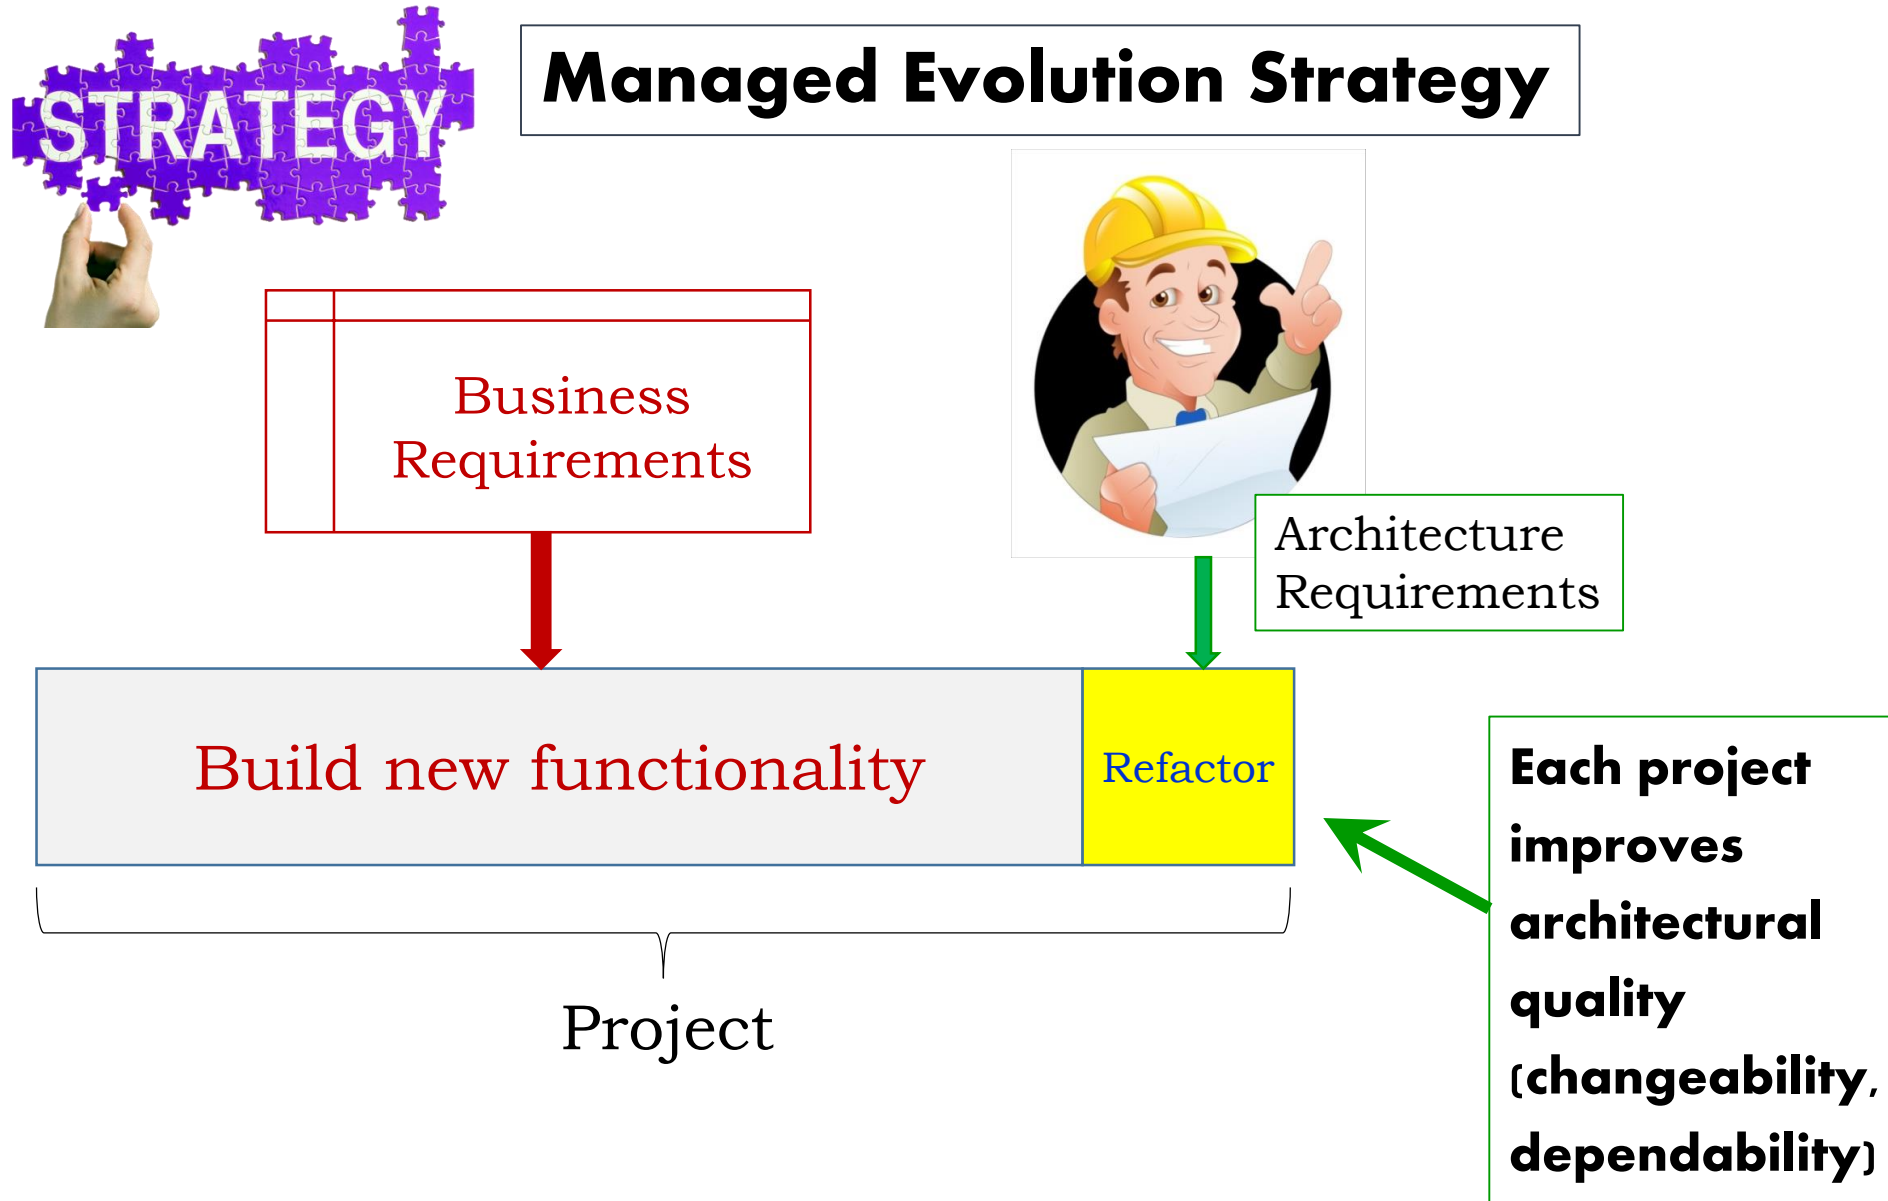 STRATEGY
Managed Evolution Strategy
Business
Requirements
Architecture
Requirements
Build new functionality
Refactor
Project
Each project
improves
architectural
quality
(changeability,
dependability)